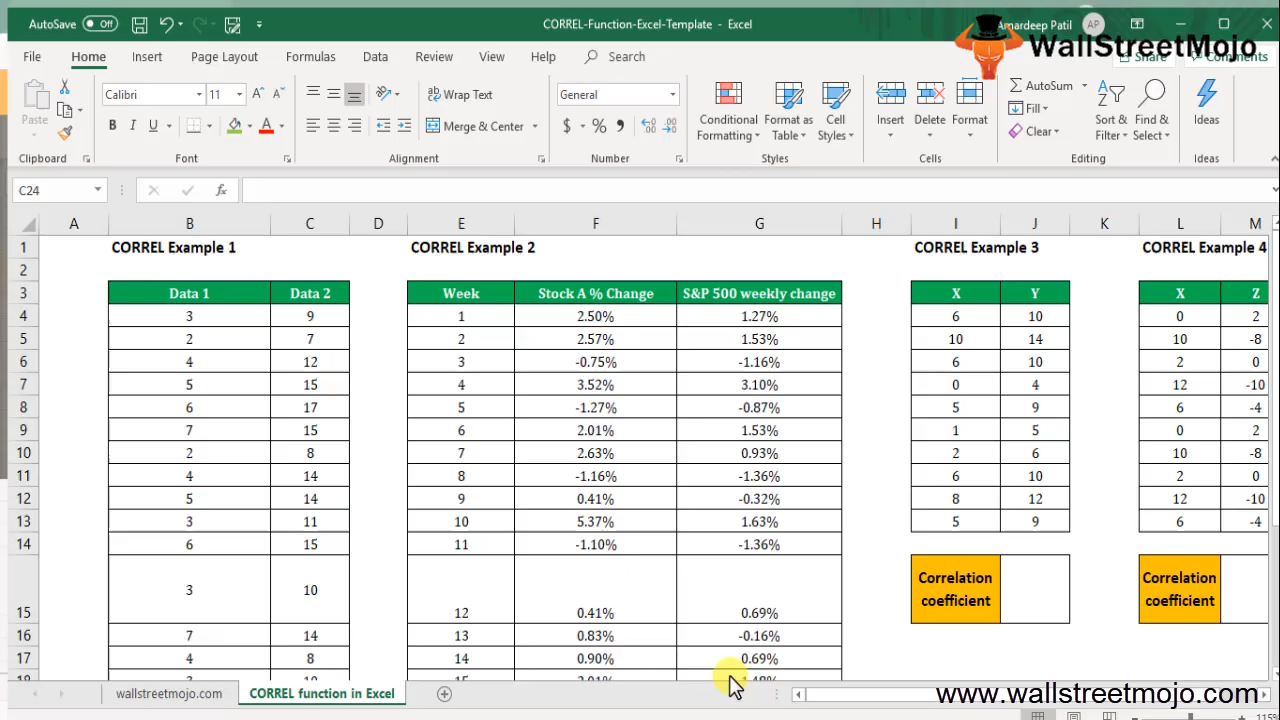 AutoSave Off CORREL-Function-Excel-Template - Excel Amardeep Patil AP
WallStreetMojo
File Home Insert Page Layout Formulas Data Review View Help Search Share Comments
Paste Calibri 11 A A Wrap Text General Conditional Formatting Format as Table Cell Styles Insert Delete Format AutoSum Sort & Filter Find & Select Ideas
B I U A Merge & Center $ % , Fill Clear
Clipboard Font Alignment Number Styles Cells Editing Ideas
C24 fx
A B C D E F G H I J K L M
1 CORREL Example 1 CORREL Example 2 CORREL Example 3 CORREL Example 4
2
3 Data 1 Data 2 Week Stock A % Change S&P 500 weekly change X Y X Z
4 3 9 1 2.50% 1.27% 6 10 0 2
5 2 7 2 2.57% 1.53% 10 14 10 -8
6 4 12 3 -0.75% -1.16% 6 10 2 0
7 5 15 4 3.52% 3.10% 0 4 12 -10
8 6 17 5 -1.27% -0.87% 5 9 6 -4
9 7 15 6 2.01% 1.53% 1 5 0 2
10 2 8 7 2.63% 0.93% 2 6 10 -8
11 4 14 8 -1.16% -1.36% 6 10 2 0
12 5 14 9 0.41% -0.32% 8 12 12 -10
13 3 11 10 5.37% 1.63% 5 9 6 -4
14 6 15 11 -1.10% -1.36%
15 3 10 12 0.41% 0.69% Correlation coefficient Correlation coefficient
16 7 14 13 0.83% -0.16%
17 4 8 14 0.90% 0.69%
18
wallstreetmojo.com CORREL function in Excel
www.wallstreetmojo.com